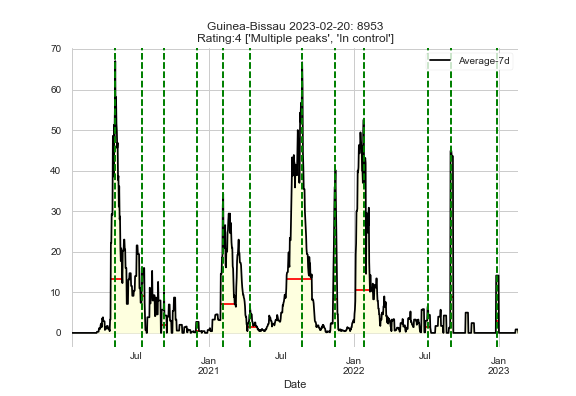 Guinea-Bissau 2023-02-20: 8953
Rating:4 ['Multiple peaks', 'In control']
Average-7d
70
60
50
40
30
20
10
0
Jul
Jan
2021
Jul
Jan
2022
Jul
Jan
2023
Date